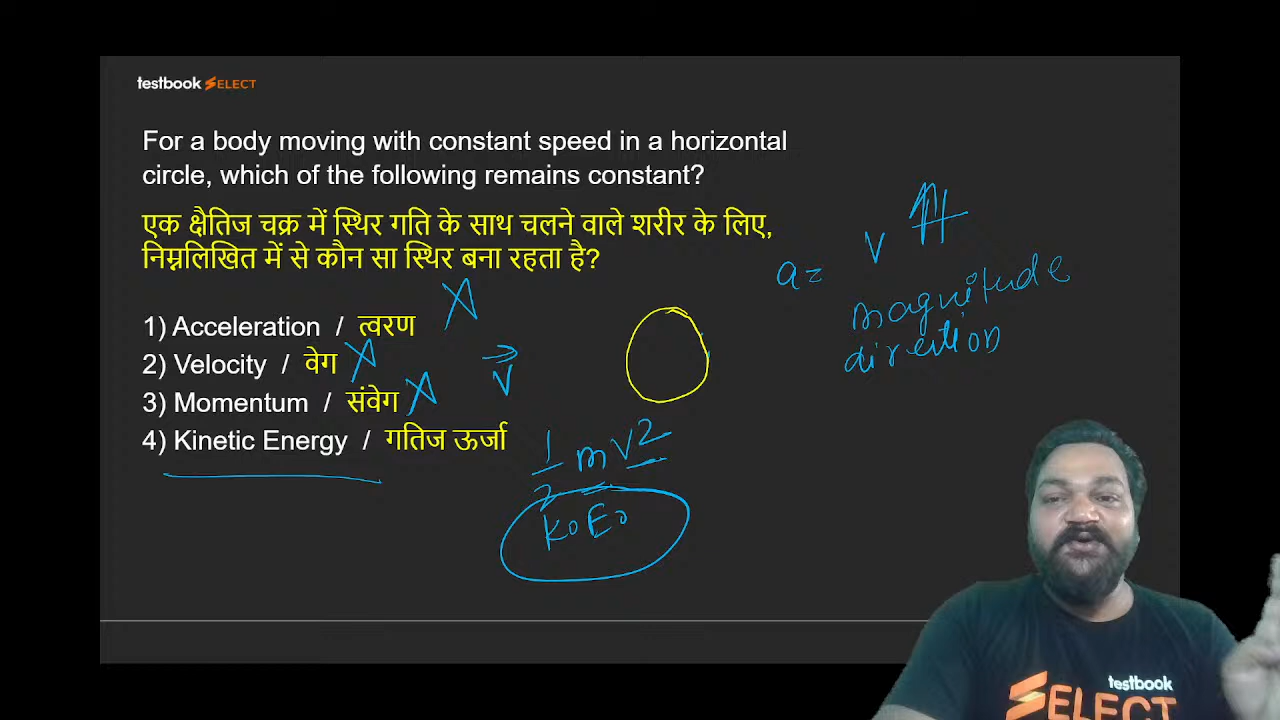 testbook SELECT
For a body moving with constant speed in a horizontal
circle, which of the following remains constant?
एक क्षैतिज चक्र में स्थिर गति के साथ चलने वाले शरीर के लिए,
निम्नलिखित में से कौन सा स्थिर बना रहता है?
1) Acceleration / त्वरण
2) Velocity / वेग
3) Momentum / संवेग
4) Kinetic Energy / गतिज ऊर्जा
V
a=
V
magnitude
direction
1/2 m v2
K.E.
testbook
SELECT